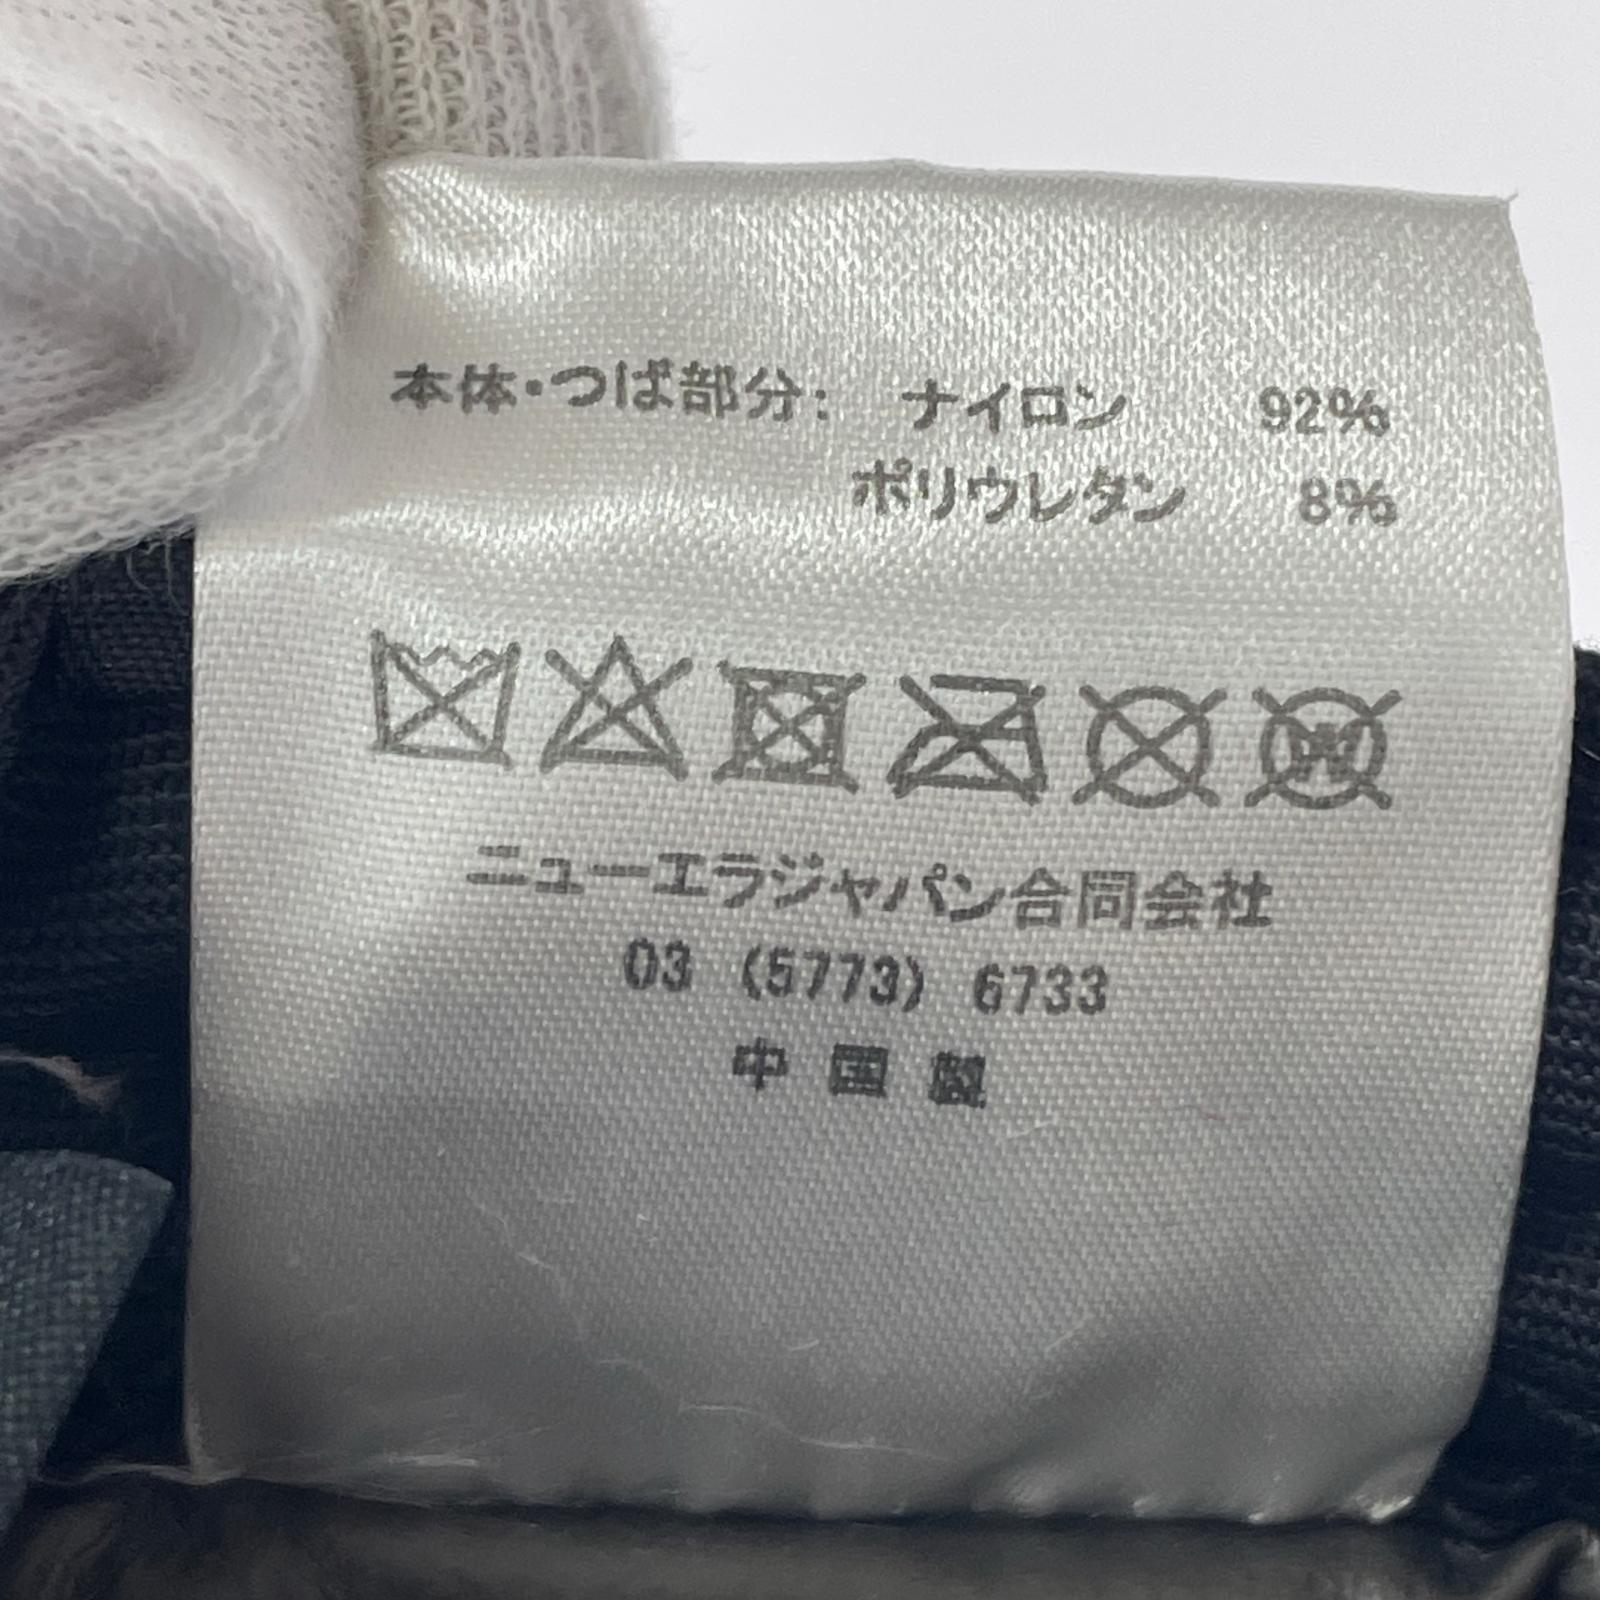 本体・つば部分： ナイロン 92%
ポリウレタン 8%
ニューエラジャパン合同会社
03 (5773) 6733
中国製